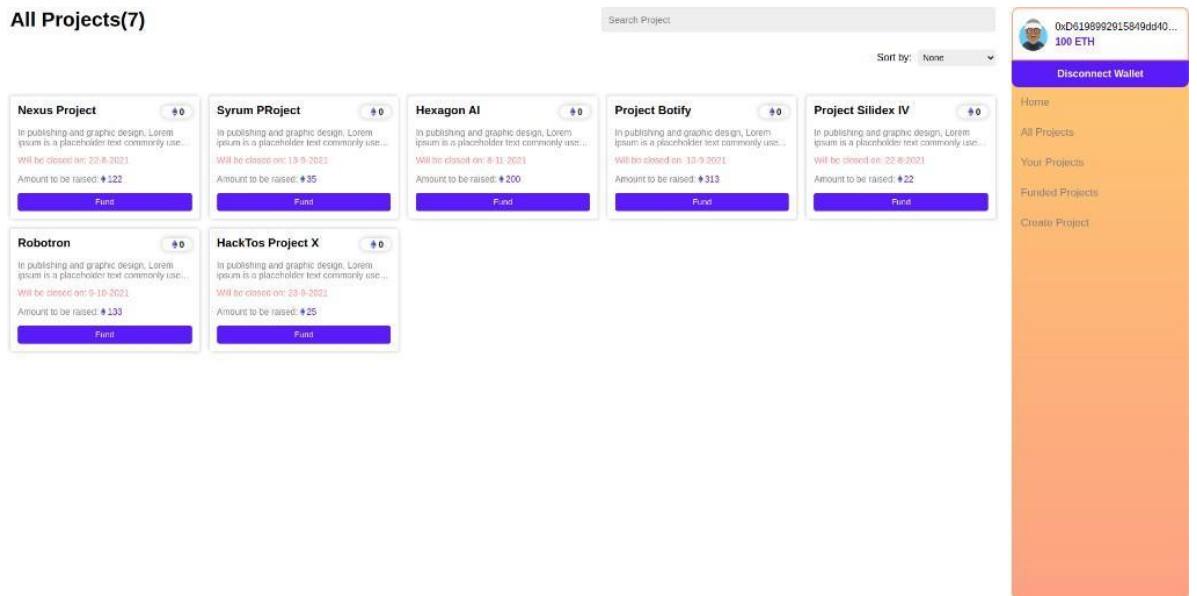 All Projects(7)
Search Project
Sort by: None
Nexus Project
0
In publishing and graphic design, Lorem
ipsum is a placeholder text commonly use...
Will be closed on: 22-8-2021
Amount to be raised: 122
Fund
Syrum PRoject
0
In publishing and graphic design, Lorem
ipsum is a placeholder text commonly use...
Will be closed on: 13-9-2021
Amount to be raised: 35
Fund
Hexagon AI
0
In publishing and graphic design, Lorem
ipsum is a placeholder text commonly use...
Will be closed on: 8-11-2021
Amount to be raised: 200
Fund
Project Botify
0
In publishing and graphic design, Lorem
ipsum is a placeholder text commonly use...
Will be closed on: 13-9-2021
Amount to be raised: 313
Fund
Project Silidex IV
0
In publishing and graphic design, Lorem
ipsum is a placeholder text commonly use...
Will be closed on: 22-8-2021
Amount to be raised: 22
Fund
Robotron
0
In publishing and graphic design, Lorem
ipsum is a placeholder text commonly use...
Will be closed on: 9-10-2021
Amount to be raised: 133
Fund
HackTos Project X
0
In publishing and graphic design, Lorem
ipsum is a placeholder text commonly use...
Will be closed on: 23-9-2021
Amount to be raised: 25
Fund
0xD6198992915849dd40...
100 ETH
Disconnect Wallet
Home
All Projects
Your Projects
Funded Projects
Create Project